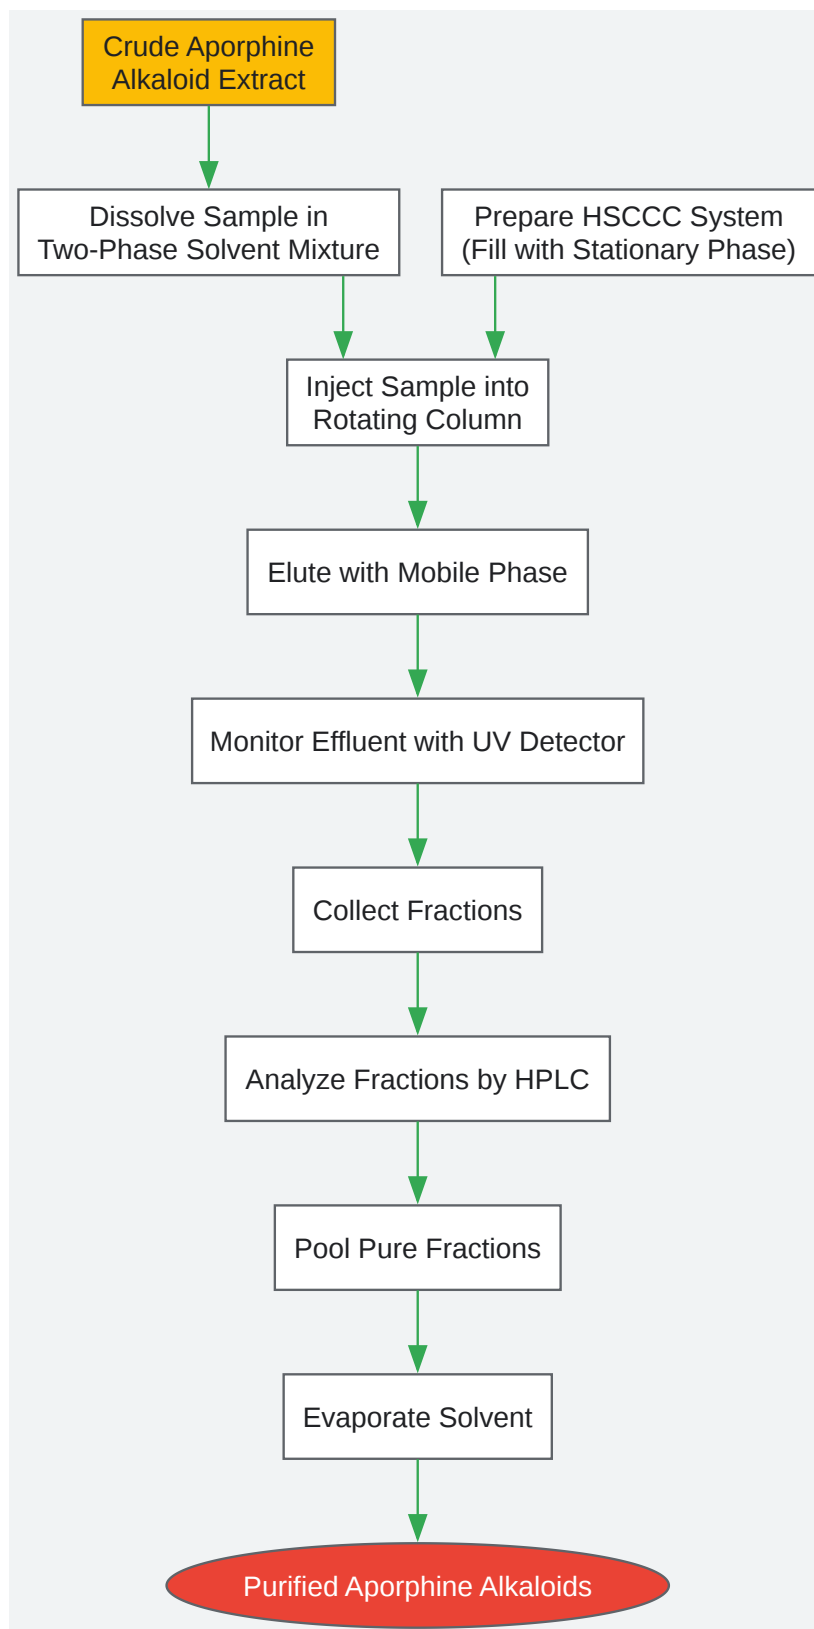 Crude Aporphine
Alkaloid Extract
Dissolve Sample in
Two-Phase Solvent Mixture
Prepare HSCCC System
(Fill with Stationary Phase)
Inject Sample into
Rotating Column
Elute with Mobile Phase
Monitor Effluent with UV Detector
Collect Fractions
Analyze Fractions by HPLC
Pool Pure Fractions
Evaporate Solvent
Purified Aporphine Alkaloids